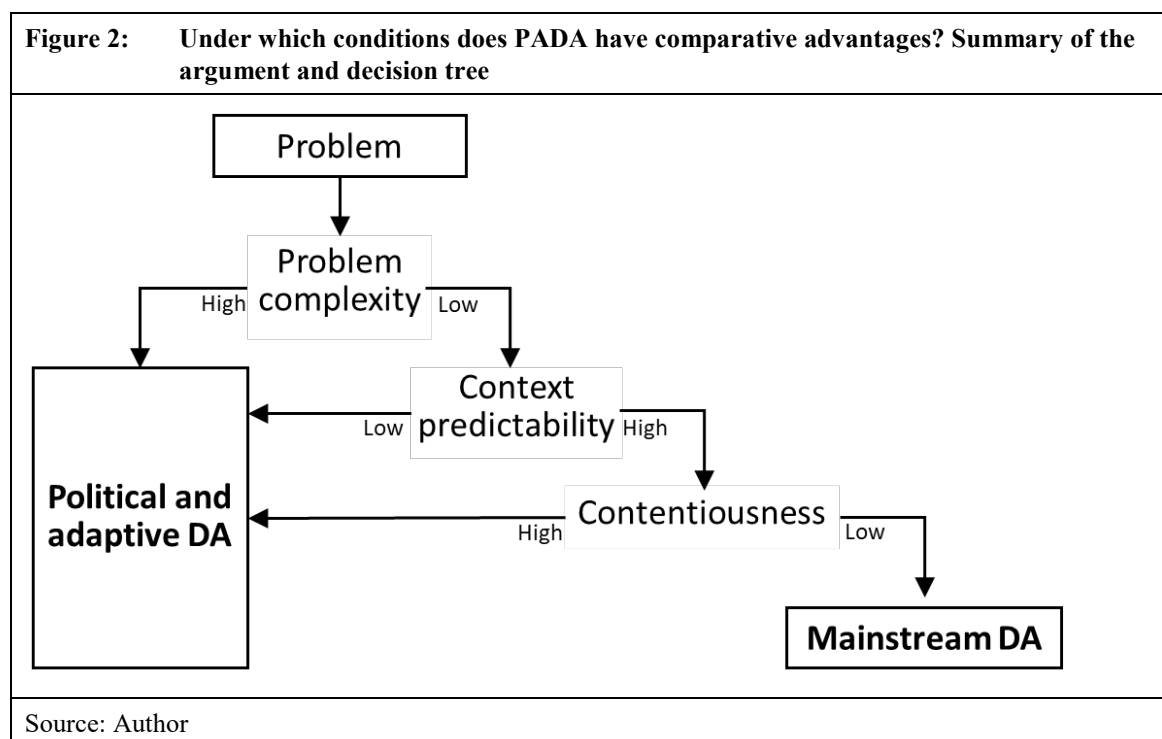 Figure 2: Under which conditions does PADA have comparative advantages? Summary of the
argument and decision tree
Problem
Problem
complexity
High
Low
Context
predictability
Low
High
Political and
adaptive DA
Contentiousness
High
Low
Mainstream DA
Source: Author